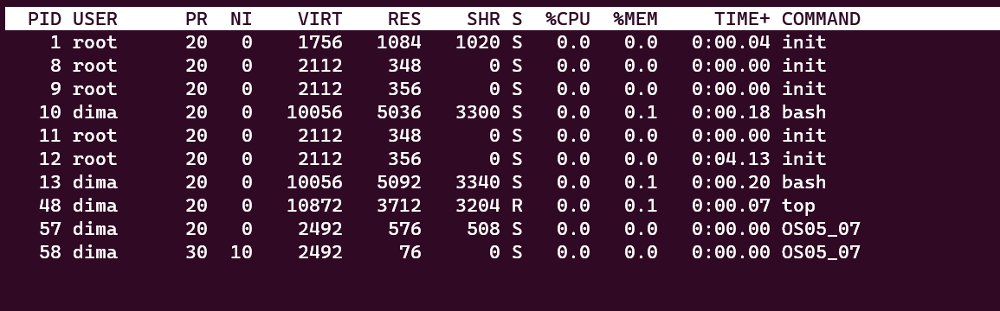 PID USER PR NI VIRT RES SHR S %CPU %MEM TIME+ COMMAND
1 root 20 0 1756 1084 1020 S 0.0 0.0 0:00.04 init
8 root 20 0 2112 348 0 S 0.0 0.0 0:00.00 init
9 root 20 0 2112 356 0 S 0.0 0.0 0:00.00 init
10 dima 20 0 10056 5036 3300 S 0.0 0.1 0:00.18 bash
11 root 20 0 2112 348 0 S 0.0 0.0 0:00.00 init
12 root 20 0 2112 356 0 S 0.0 0.0 0:04.13 init
13 dima 20 0 10056 5092 3340 S 0.0 0.1 0:00.20 bash
48 dima 20 0 10872 3712 3204 R 0.0 0.1 0:00.07 top
57 dima 20 0 2492 576 508 S 0.0 0.0 0:00.00 OS05_07
58 dima 30 10 2492 76 0 S 0.0 0.0 0:00.00 OS05_07